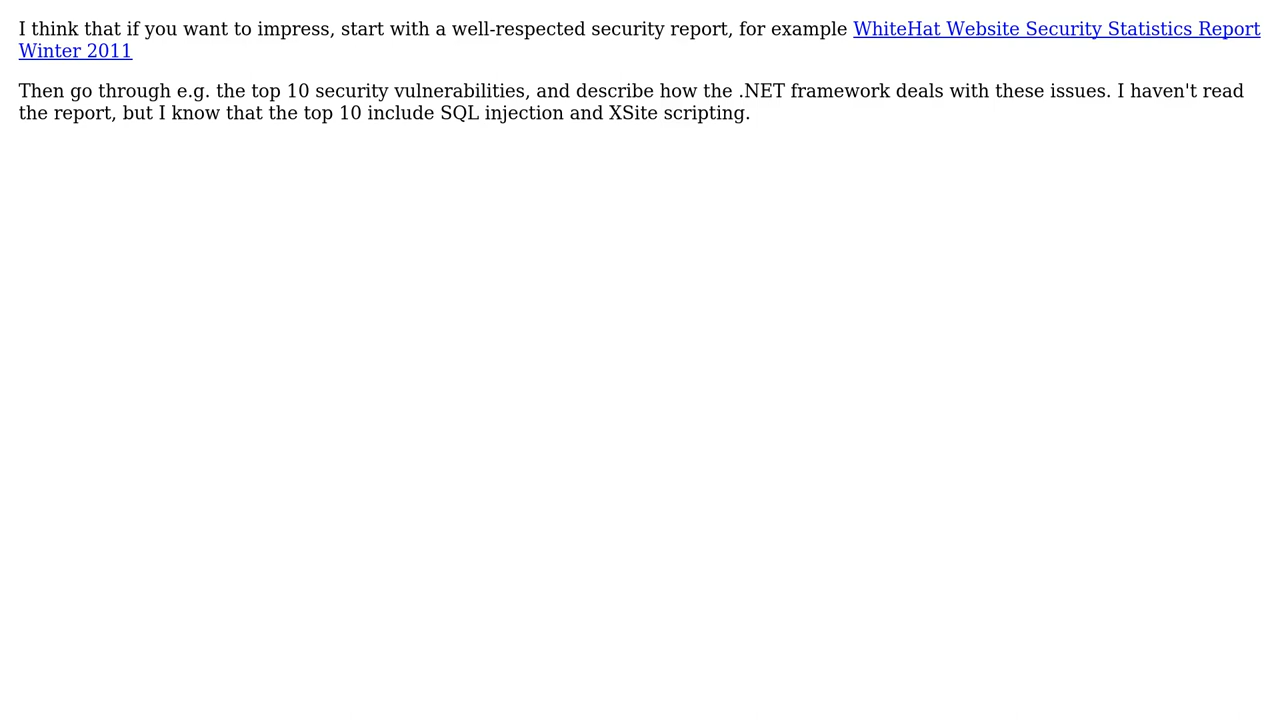 I think that if you want to impress, start with a well-respected security report, for example WhiteHat Website Security Statistics Report
Winter 2011
Then go through e.g. the top 10 security vulnerabilities, and describe how the .NET framework deals with these issues. I haven't read
the report, but I know that the top 10 include SQL injection and XSite scripting.